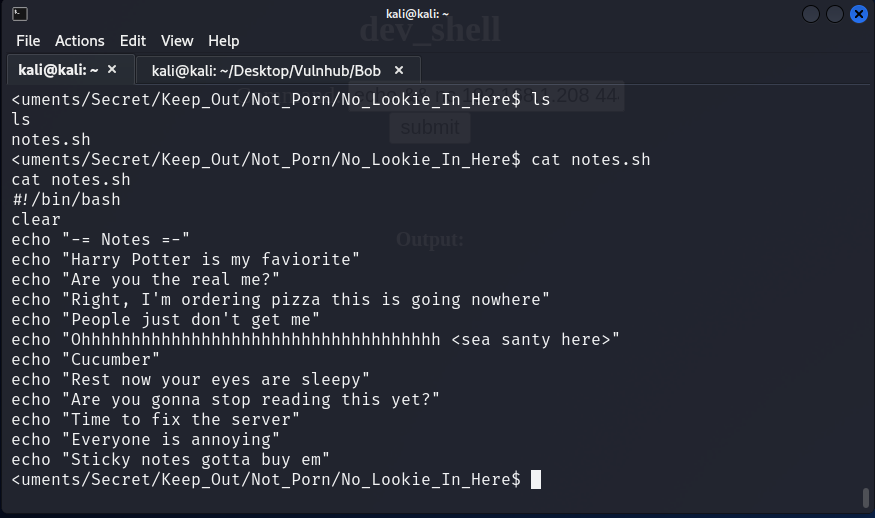 kali@kali: ~
File Actions Edit View Help
kali@kali: ~ × kali@kali: ~/Desktop/Vulnhub/Bob ×
dev_shell
<uments/Secret/Keep_Out/Not_Porn/No_Lookie_In_Here$ ls
ls
submit
notes.sh
<uments/Secret/Keep_Out/Not_Porn/No_Lookie_In_Here$ cat notes.sh
cat notes.sh
#!/bin/bash
clear
echo "-= Notes =-"
Output:
echo "Harry Potter is my faviorite"
echo "Are you the real me?"
echo "Right, I'm ordering pizza this is going nowhere"
echo "People just don't get me"
echo "Ohhhhhhhhhhhhhhhhhhhhhhhhhhhhhhhhhhhh <sea santy here>"
echo "Cucumber"
echo "Rest now your eyes are sleepy"
echo "Are you gonna stop reading this yet?"
echo "Time to fix the server"
echo "Everyone is annoying"
echo "Sticky notes gotta buy em"
<uments/Secret/Keep_Out/Not_Porn/No_Lookie_In_Here$